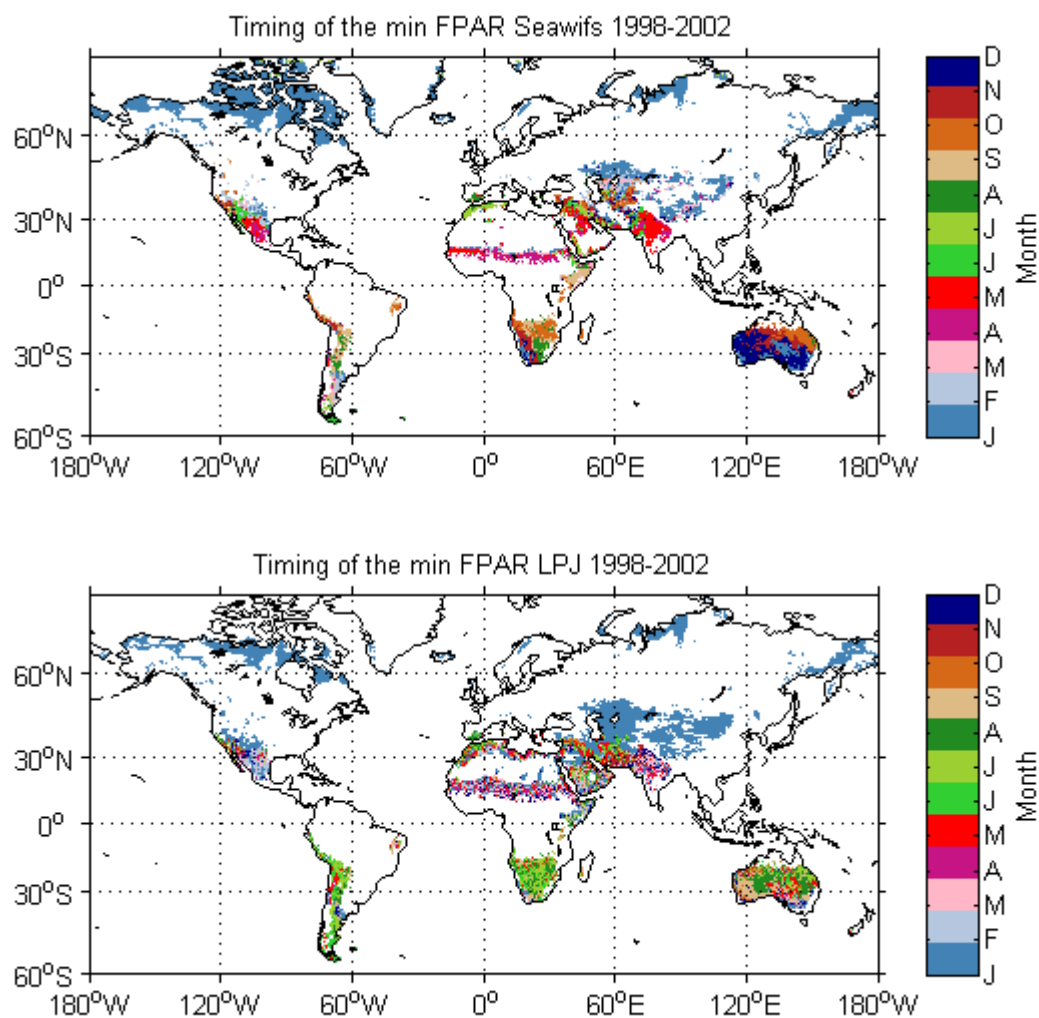 Timing of the min FPAR Seawifs 1998-2002
60°N
30°N
0°
30°S
60°S
180°W 120°W 60°W 0° 60°E 120°E 180°W
D
N
O
S
A
J
J
M
A
M
F
J
Month
Timing of the min FPAR LPJ 1998-2002
60°N
30°N
0°
30°S
60°S
180°W 120°W 60°W 0° 60°E 120°E 180°W
D
N
O
S
A
J
J
M
A
M
F
J
Month